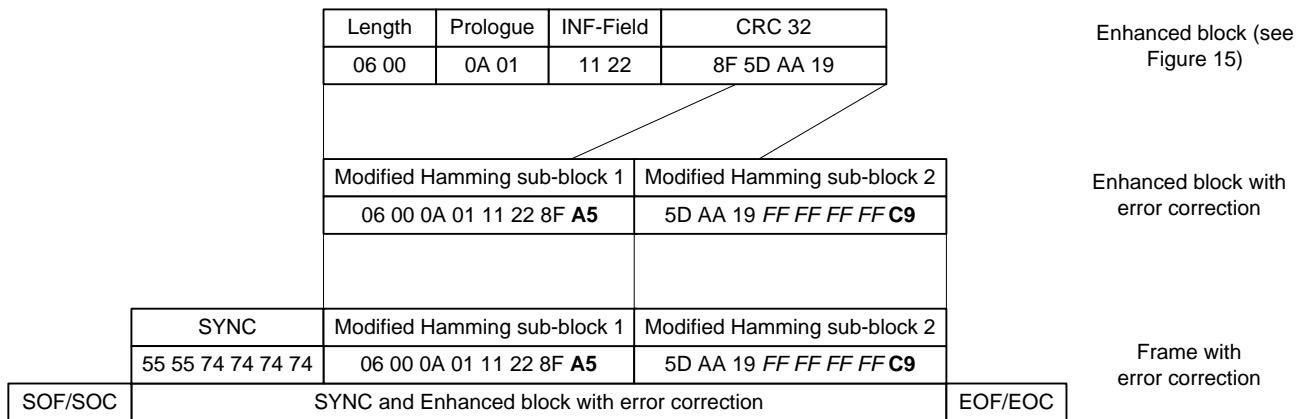 Length Prologue INF-Field CRC 32
06 00 0A 01 11 22 8F 5D AA 19
Enhanced block (see
Figure 15)
Modified Hamming sub-block 1 Modified Hamming sub-block 2
06 00 0A 01 11 22 8F A5 5D AA 19 FF FF FF FF C9
Enhanced block with
error correction
SYNC Modified Hamming sub-block 1 Modified Hamming sub-block 2
55 55 74 74 74 74 06 00 0A 01 11 22 8F A5 5D AA 19 FF FF FF FF C9
Frame with
error correction
SOF/SOC SYNC and Enhanced block with error correction EOF/EOC